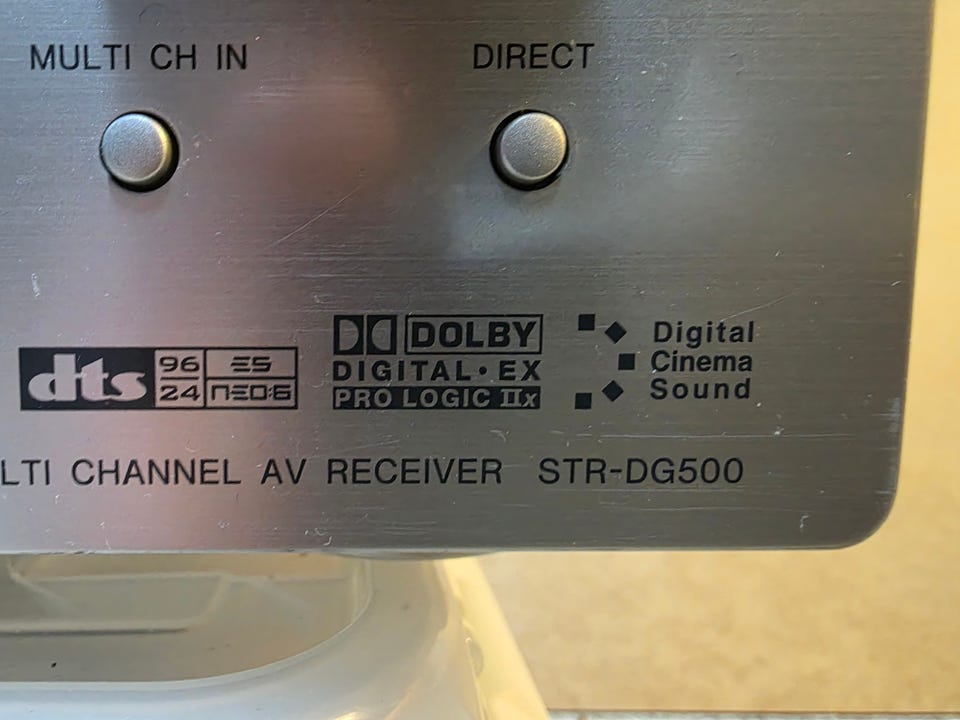 MULTI CH IN
DIRECT
dts 96 24 ES NEO:6
DOLBY
DIGITAL·EX
PRO LOGIC IIx
Digital
Cinema
Sound
LTI CHANNEL AV RECEIVER STR-DG500